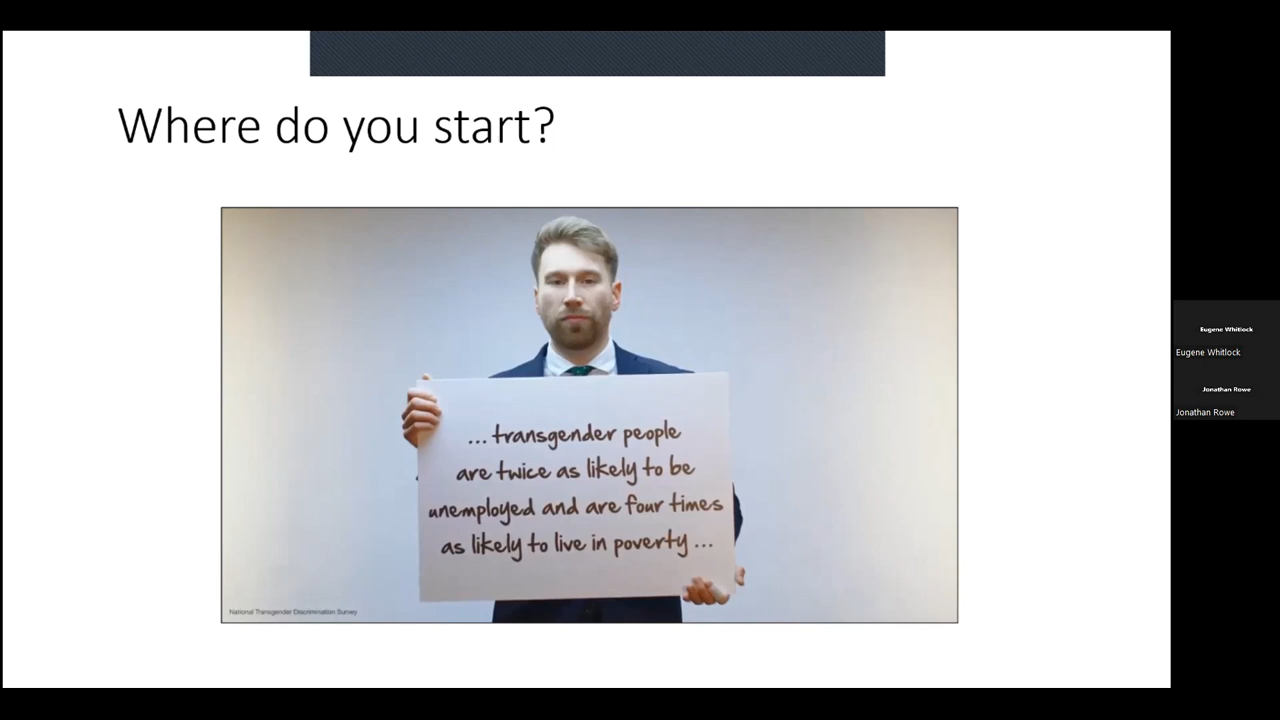 Where do you start?
... transgender people
are twice as likely to be
unemployed and are four times
as likely to live in poverty ...
National Transgender Discrimination Survey
Eugene Whitlock
Eugene Whitlock
Jonathan Rowe
Jonathan Rowe